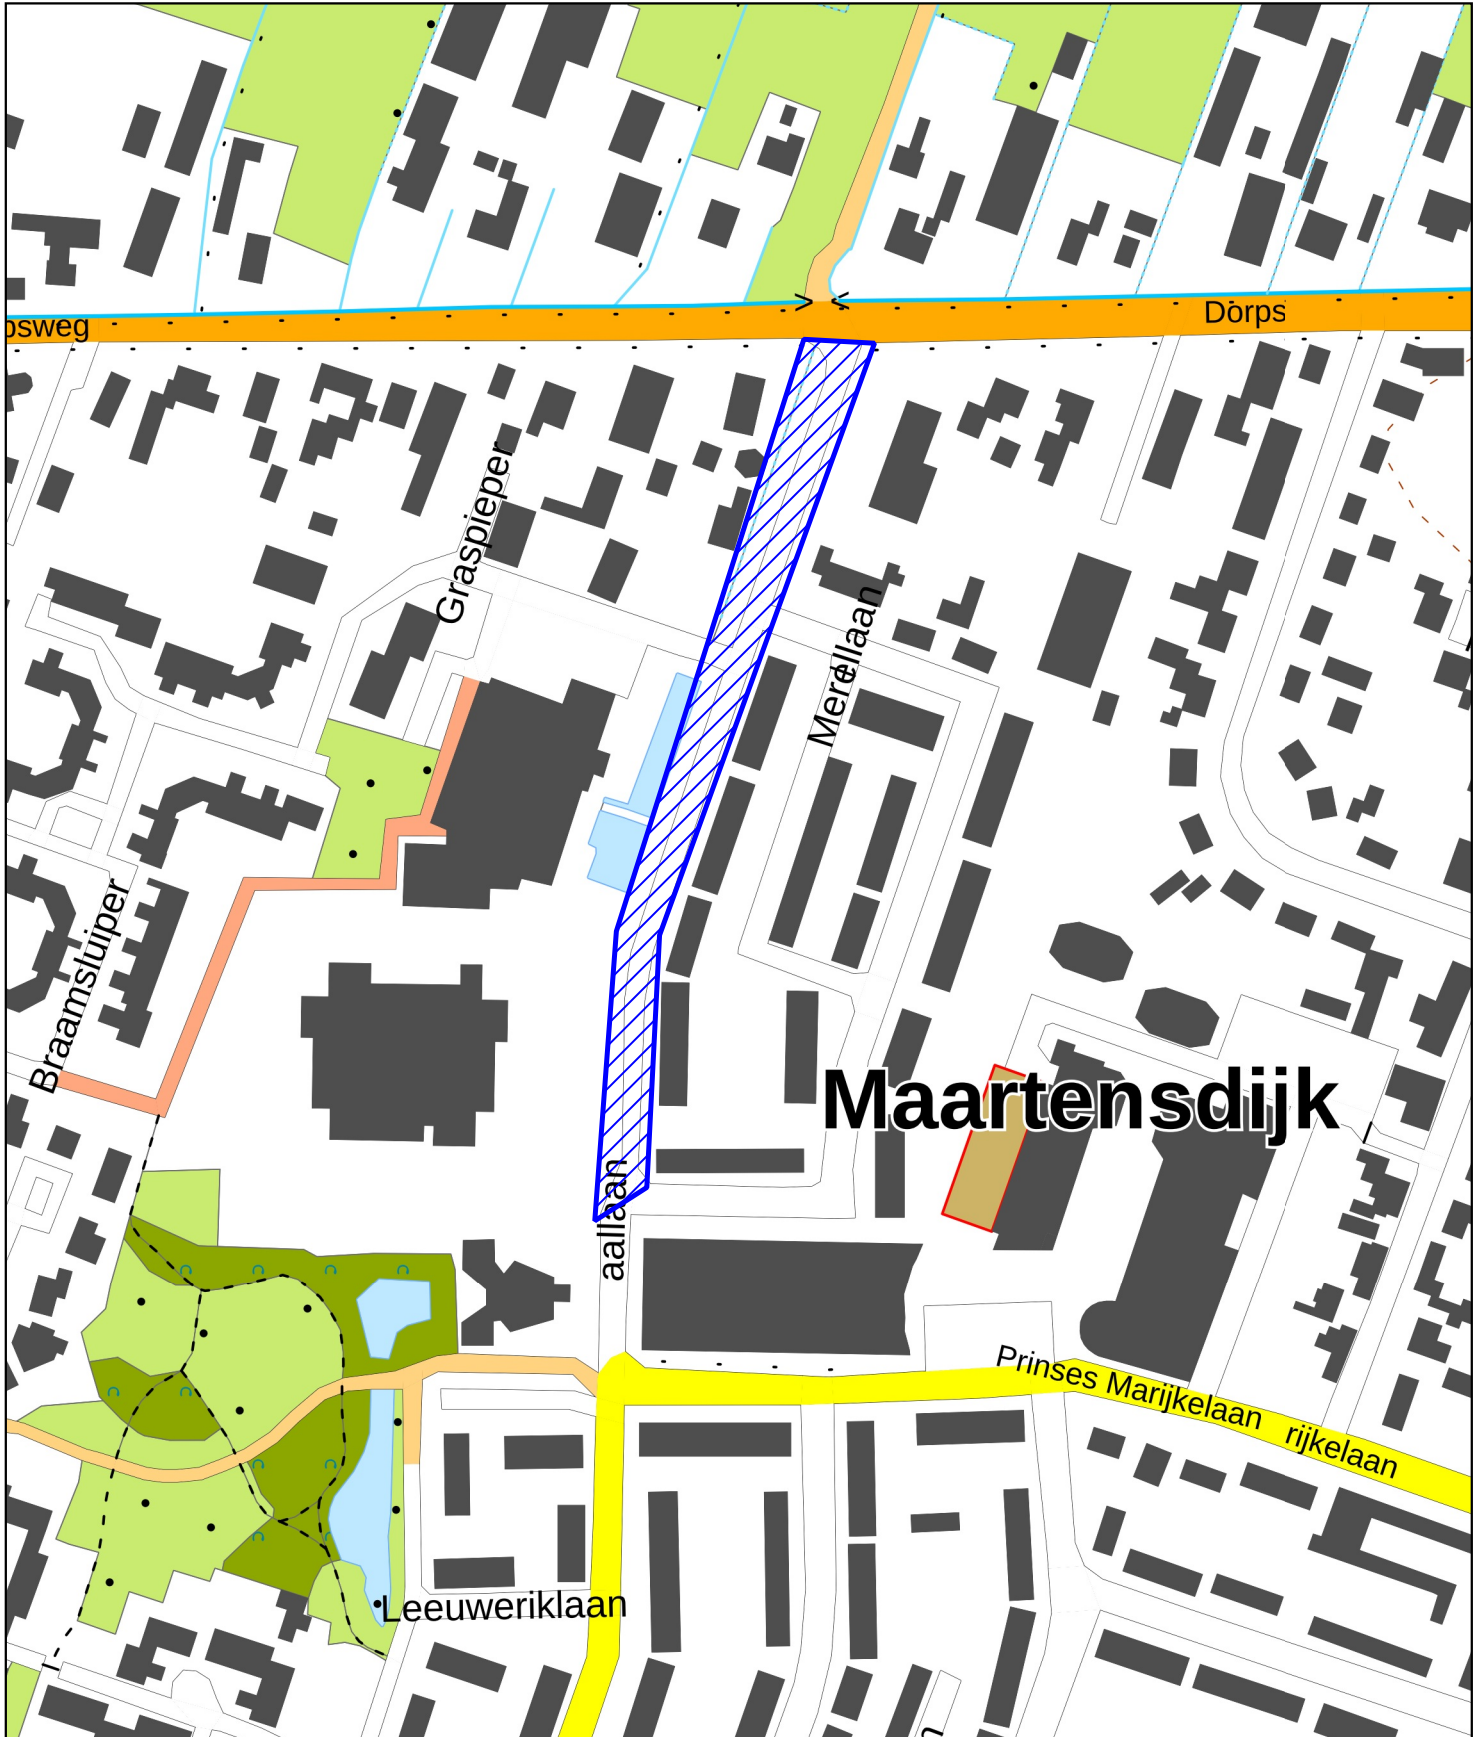 Dorps
psweg
Graspieper
Merellaan
Braamsluiper
Maartensdijk
aallaan
Prinses Marijkelaan
rijkelaan
Leeuweriklaan
n